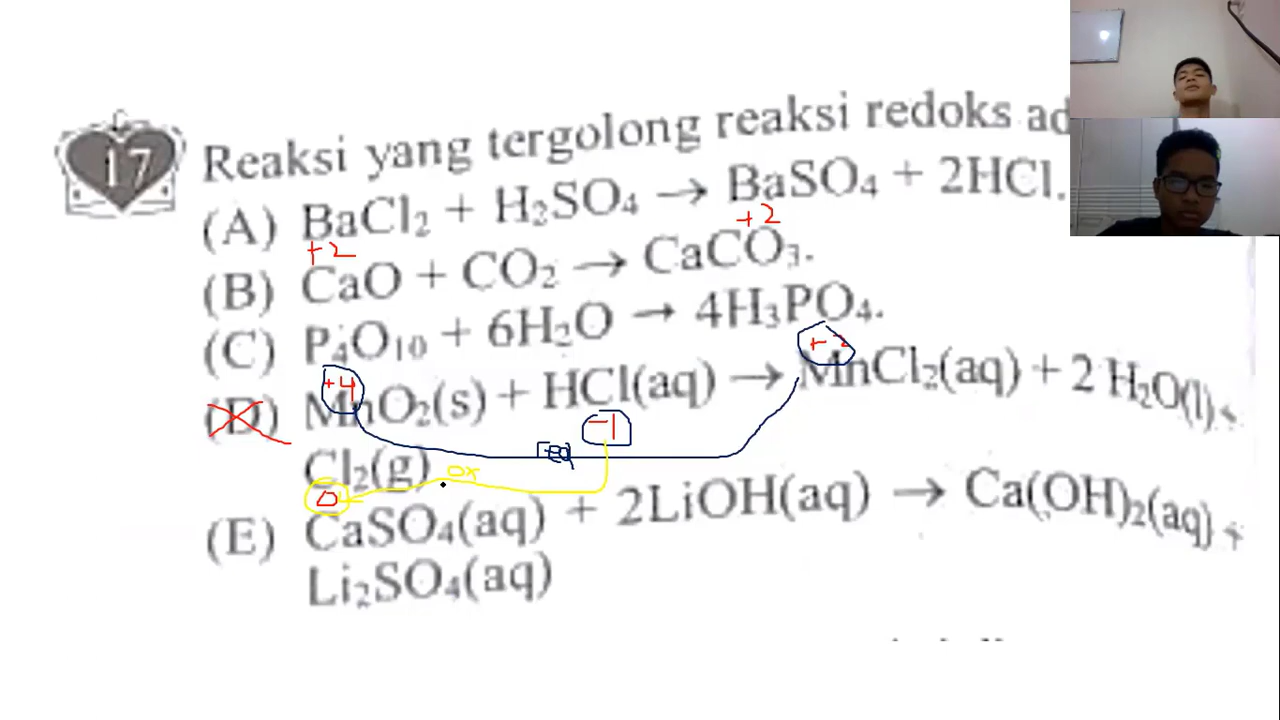 17 Reaksi yang tergolong reaksi redoks ad
(A) BaCl₂ + H₂SO₄ → BaSO₄ + 2HCl.
+2 +2
(B) CaO + CO₂ → CaCO₃.
(C) P₄O₁₀ + 6H₂O → 4H₃PO₄.
+4 + 2
(D) MnO₂(s) + HCl(aq) → MnCl₂(aq) + 2 H₂O(l) +
-1
Cl₂(g) ox
0
(E) CaSO₄(aq) + 2LiOH(aq) → Ca(OH)₂(aq) +
Li₂SO₄(aq)